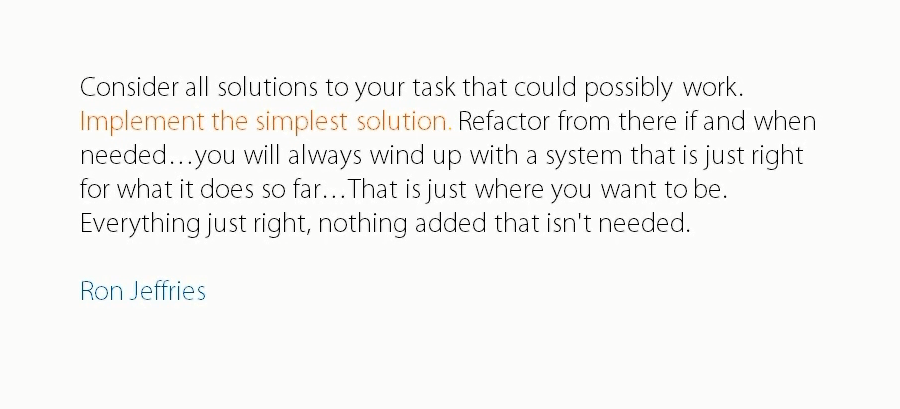 Consider all solutions to your task that could possibly work.
Implement the simplest solution. Refactor from there if and when
needed…you will always wind up with a system that is just right
for what it does so far…That is just where you want to be.
Everything just right, nothing added that isn't needed.
Ron Jeffries